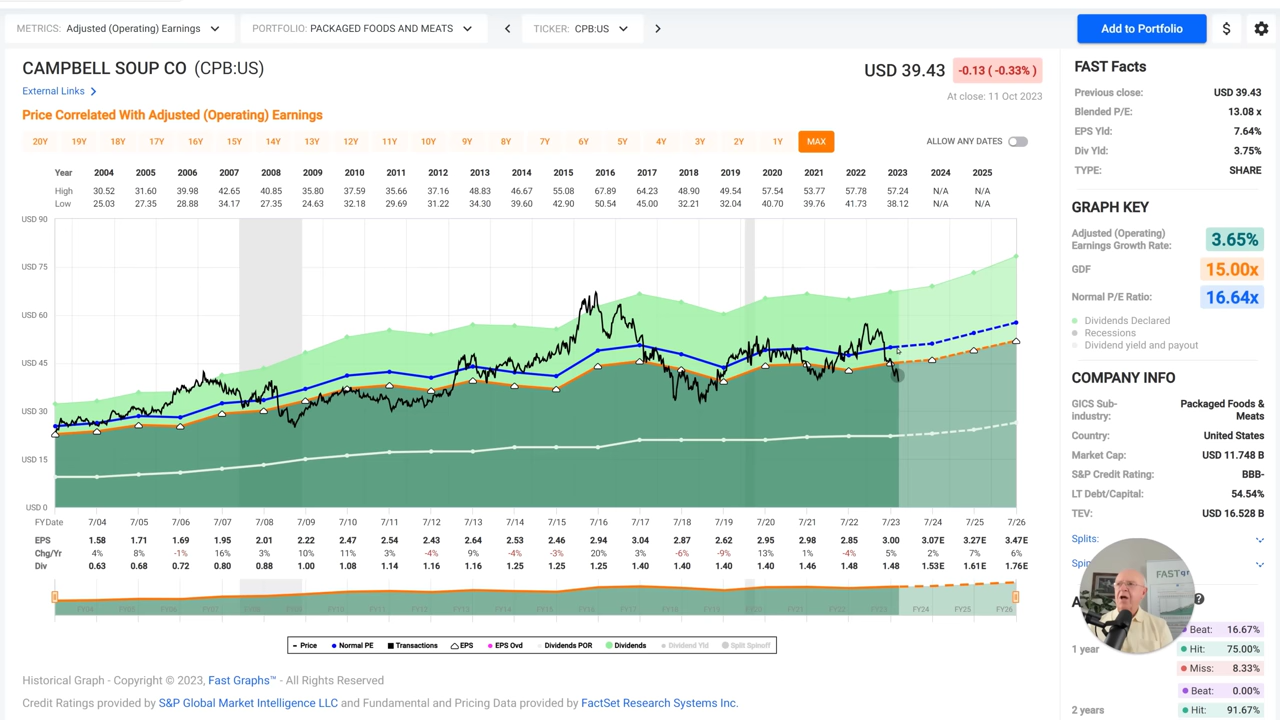 METRICS: Adjusted (Operating) Earnings PORTFOLIO: PACKAGED FOODS AND MEATS TICKER: CPB:US Add to Portfolio $
CAMPBELL SOUP CO (CPB:US) USD 39.43 -0.13 ( -0.33% )
External Links
At close: 11 Oct 2023
Price Correlated With Adjusted (Operating) Earnings
20Y 19Y 18Y 17Y 16Y 15Y 14Y 13Y 12Y 11Y 10Y 9Y 8Y 7Y 6Y 5Y 4Y 3Y 2Y 1Y MAX ALLOW ANY DATES
Year 2004 2005 2006 2007 2008 2009 2010 2011 2012 2013 2014 2015 2016 2017 2018 2019 2020 2021 2022 2023 2024 2025
High 30.52 31.60 39.98 42.65 40.85 35.80 37.59 35.66 37.16 48.83 46.67 55.08 67.89 64.23 48.90 49.54 57.54 53.77 57.78 57.24 N/A N/A
Low 25.03 27.35 28.88 34.17 27.35 24.63 32.18 29.69 31.22 34.30 39.60 42.90 50.54 45.00 32.21 32.04 40.70 39.76 41.73 38.12 N/A N/A
USD 90
USD 75
USD 60
USD 45
USD 30
USD 15
USD 0
FYDate 7/04 7/05 7/06 7/07 7/08 7/09 7/10 7/11 7/12 7/13 7/14 7/15 7/16 7/17 7/18 7/19 7/20 7/21 7/22 7/23 7/24 7/25 7/26
EPS 1.58 1.71 1.69 1.95 2.01 2.22 2.47 2.54 2.43 2.64 2.53 2.46 2.94 3.04 2.87 2.62 2.95 2.98 2.85 3.00 3.07E 3.27E 3.47E
Chg/Yr 4% 8% -1% 16% 3% 10% 11% 3% -4% 9% -4% -3% 20% 3% -6% -9% 13% 1% -4% 5% 2% 7% 6%
Div 0.63 0.68 0.72 0.80 0.88 1.00 1.08 1.14 1.16 1.16 1.25 1.25 1.25 1.40 1.40 1.40 1.40 1.46 1.48 1.48 1.53E 1.61E 1.76E
FY04 FY05 FY06 FY07 FY08 FY09 FY10 FY11 FY12 FY13 FY14 FY15 FY16 FY17 FY18 FY19 FY20 FY21 FY22 FY23 FY24 FY25 FY26
Price Normal PE Transactions EPS EPS Ovd Dividends POR Dividends Dividend Yld Split Spinoff
Historical Graph - Copyright © 2023, Fast Graphs™ - All Rights Reserved
Credit Ratings provided by S&P Global Market Intelligence LLC and Fundamental and Pricing Data provided by FactSet Research Systems Inc.
FAST Facts
Previous close: USD 39.43
Blended P/E: 13.08 x
EPS Yld: 7.64%
Div Yld: 3.75%
TYPE: SHARE
GRAPH KEY
Adjusted (Operating)
Earnings Growth Rate: 3.65%
GDF 15.00x
Normal P/E Ratio: 16.64x
Dividends Declared
Recessions
Dividend yield and payout
COMPANY INFO
GICS Sub-
industry: Packaged Foods &
Meats
Country: United States
Market Cap: USD 11.748 B
S&P Credit Rating: BBB-
LT Debt/Capital: 54.54%
TEV: USD 16.528 B
Splits:
FAST
Beat: 16.67%
1 year Hit: 75.00%
Miss: 8.33%
Beat: 0.00%
2 years Hit: 91.67%